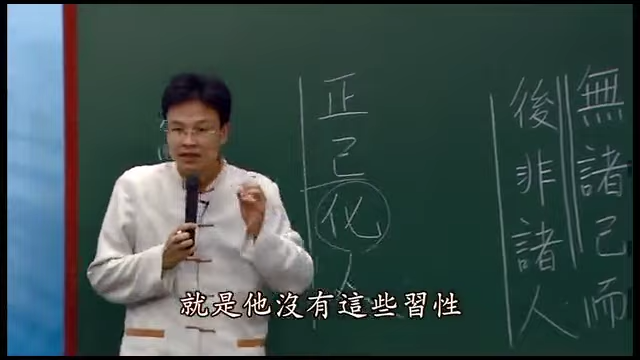 無諸己而
後非諸人
正己化人
就是他沒有這些習性